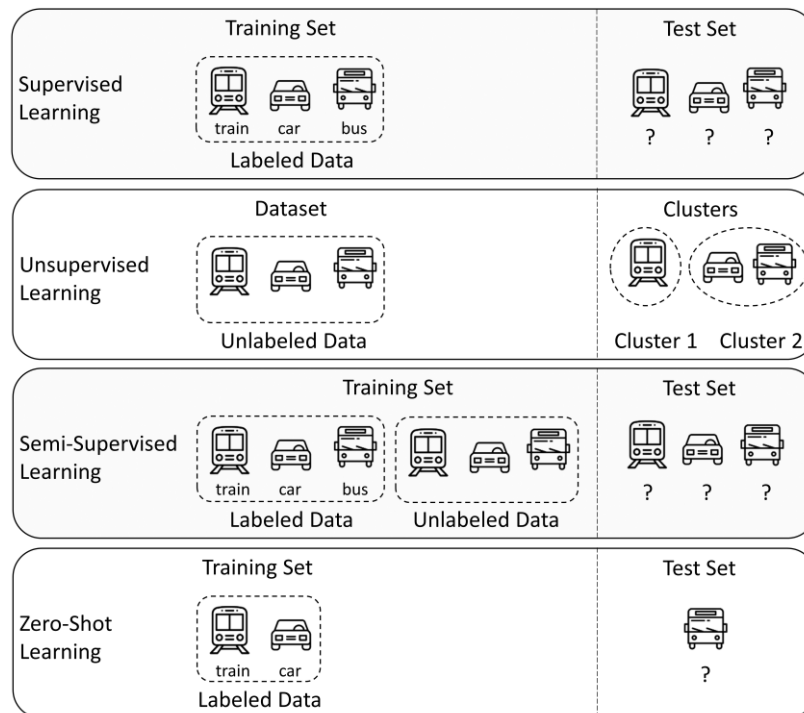 Training Set
Test Set
Supervised
Learning
train car bus
? ? ?
Labeled Data
Dataset
Clusters
Unsupervised
Learning
Unlabeled Data
Cluster 1 Cluster 2
Training Set
Test Set
Semi-Supervised
Learning
train car bus
? ? ?
Labeled Data
Unlabeled Data
Training Set
Test Set
Zero-Shot
Learning
train car
?
Labeled Data